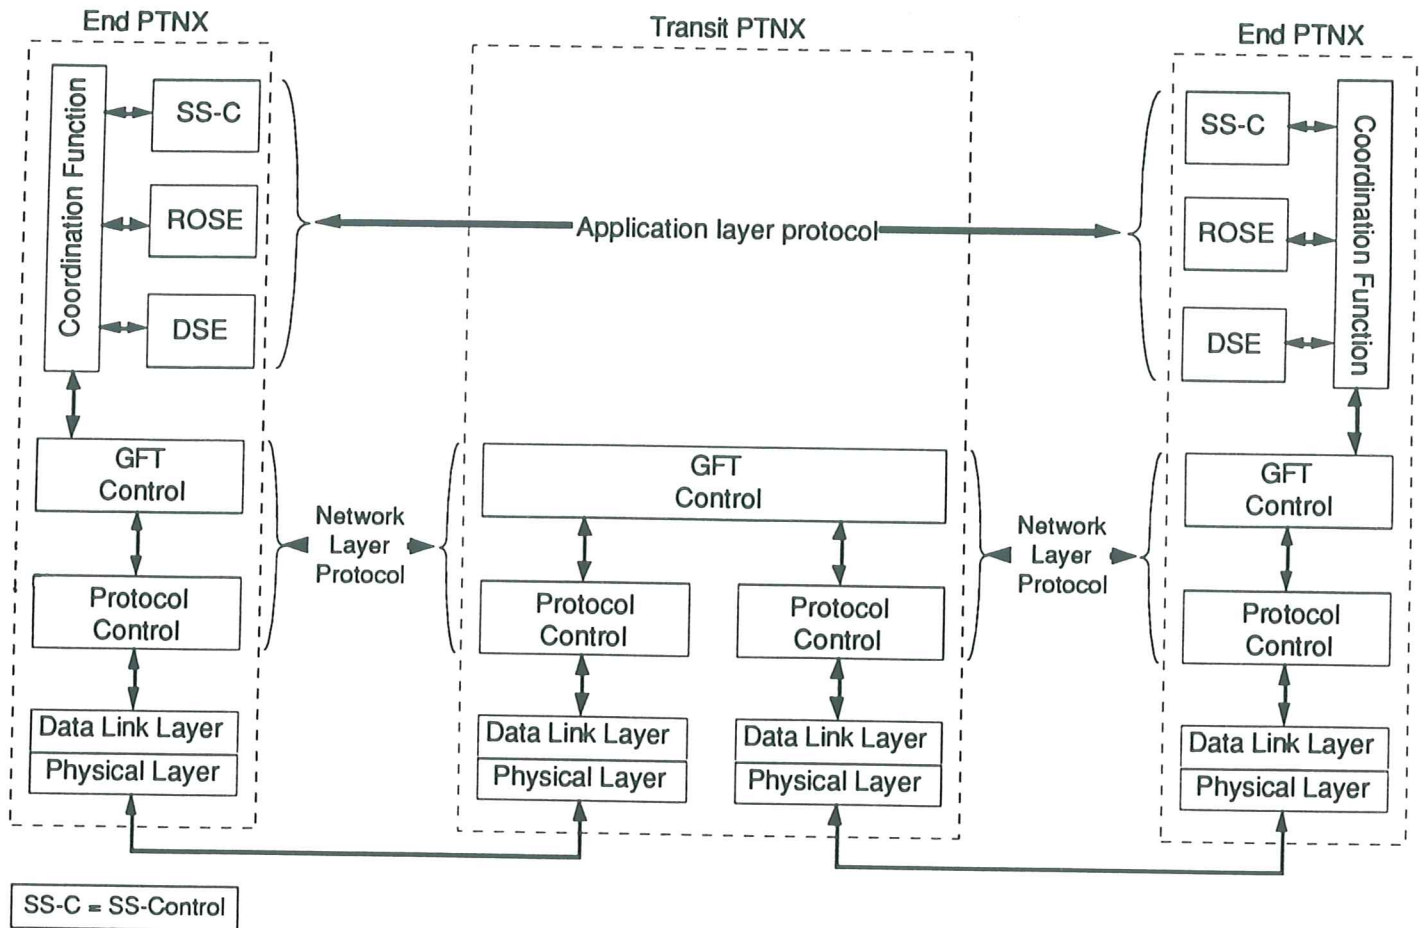 End PTNX
Transit PTNX
End PTNX
Coordination Function
SS-C
ROSE
DSE
Application layer protocol
SS-C
ROSE
DSE
Coordination Function
GFT
Control
Network
Layer
Protocol
GFT
Control
Network
Layer
Protocol
GFT
Control
Protocol
Control
Protocol
Control
Protocol
Control
Protocol
Control
Data Link Layer
Physical Layer
Data Link Layer
Physical Layer
Data Link Layer
Physical Layer
Data Link Layer
Physical Layer
SS-C = SS-Control